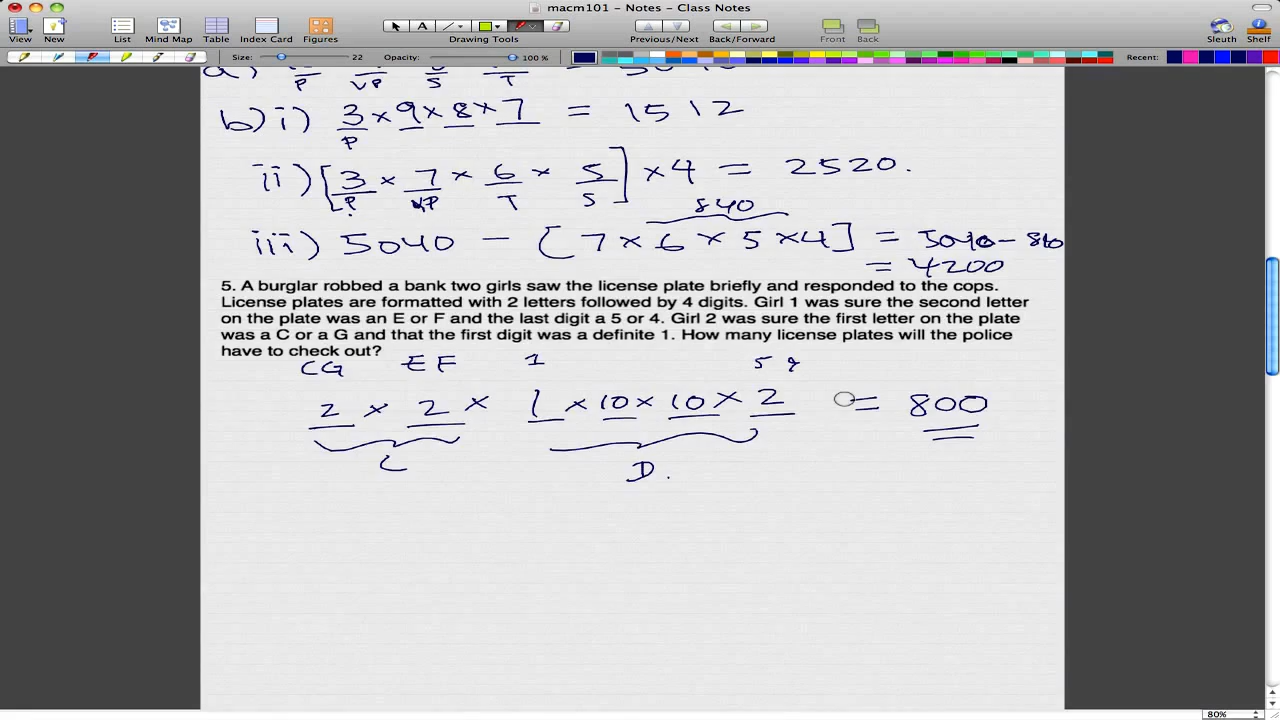 macm101 - Notes - Class Notes
View New List Mind Map Table Index Card Figures Drawing Tools Previous/Next Back/Forward Front Back Sleuth Shelf
Size: 22 Opacity: 100 % Recent:
P VP S T
b) i) 3 × 9 × 8 × 7 = 1512
P
ii) [3 × 7 × 6 × 5] × 4 = 2520.
P VP T S
840
iii) 5040 - [7 × 6 × 5 × 4] = 5040 - 840
= 4200
5. A burglar robbed a bank two girls saw the license plate briefly and responded to the cops.
License plates are formatted with 2 letters followed by 4 digits. Girl 1 was sure the second letter
on the plate was an E or F and the last digit a 5 or 4. Girl 2 was sure the first letter on the plate
was a C or a G and that the first digit was a definite 1. How many license plates will the police
have to check out?
CG EF 1 5 4
2 × 2 × 1 × 10 × 10 × 2 = 800
L D.
80%